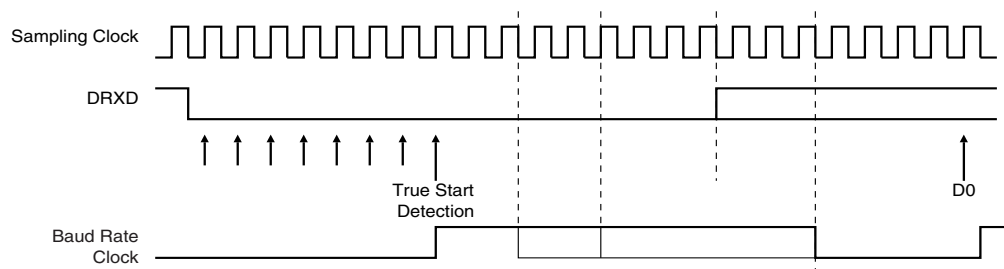 Sampling Clock
DRXD
True Start
Detection
D0
Baud Rate
Clock